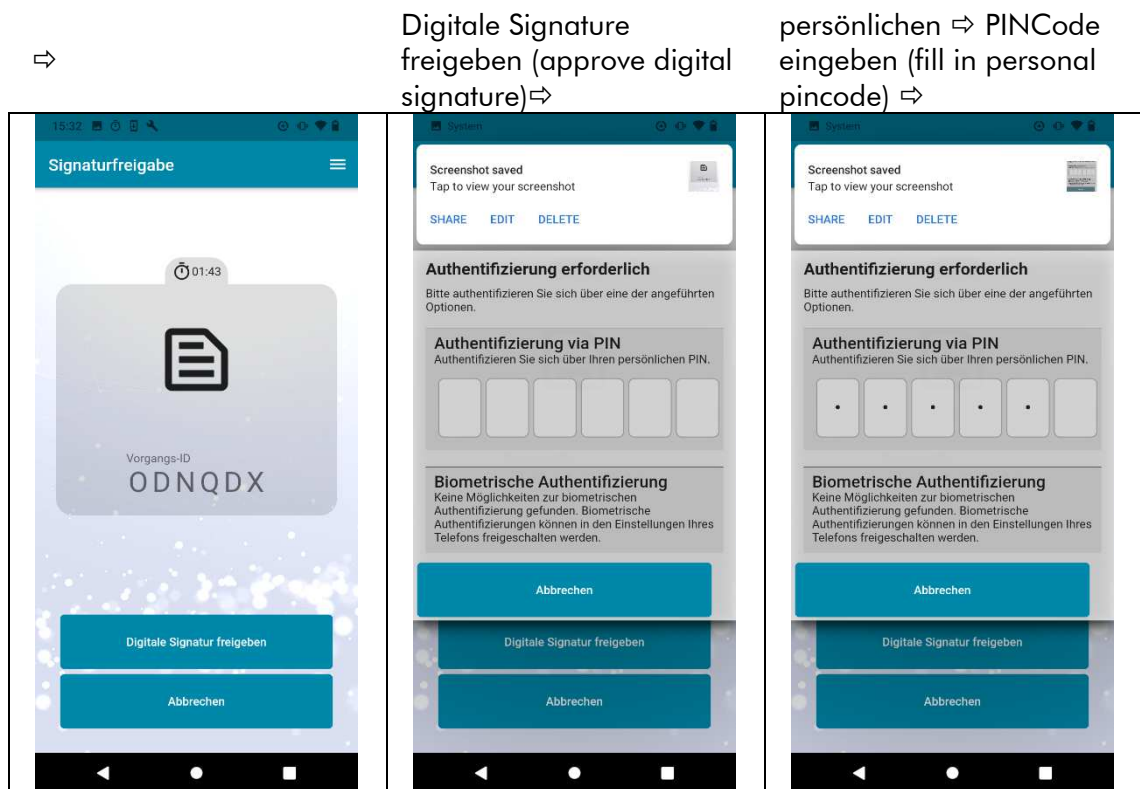 ⇨
Digitale Signature
freigeben (approve digital
signature)⇨
persönlichen ⇨ PINCode
eingeben (fill in personal
pincode) ⇨
15:32
Signaturfreigabe
01:43
Vorgangs-ID
ODNQDX
Digitale Signatur freigeben
Abbrechen
System
Screenshot saved
Tap to view your screenshot
SHARE EDIT DELETE
Authentifizierung erforderlich
Bitte authentifizieren Sie sich über eine der angeführten
Optionen.
Authentifizierung via PIN
Authentifizieren Sie sich über Ihren persönlichen PIN.
Biometrische Authentifizierung
Keine Möglichkeiten zur biometrischen
Authentifizierung gefunden. Biometrische
Authentifizierungen können in den Einstellungen Ihres
Telefons freigeschalten werden.
Abbrechen
Digitale Signatur freigeben
Abbrechen
System
Screenshot saved
Tap to view your screenshot
SHARE EDIT DELETE
Authentifizierung erforderlich
Bitte authentifizieren Sie sich über eine der angeführten
Optionen.
Authentifizierung via PIN
Authentifizieren Sie sich über Ihren persönlichen PIN.
Biometrische Authentifizierung
Keine Möglichkeiten zur biometrischen
Authentifizierung gefunden. Biometrische
Authentifizierungen können in den Einstellungen Ihres
Telefons freigeschalten werden.
Abbrechen
Digitale Signatur freigeben
Abbrechen